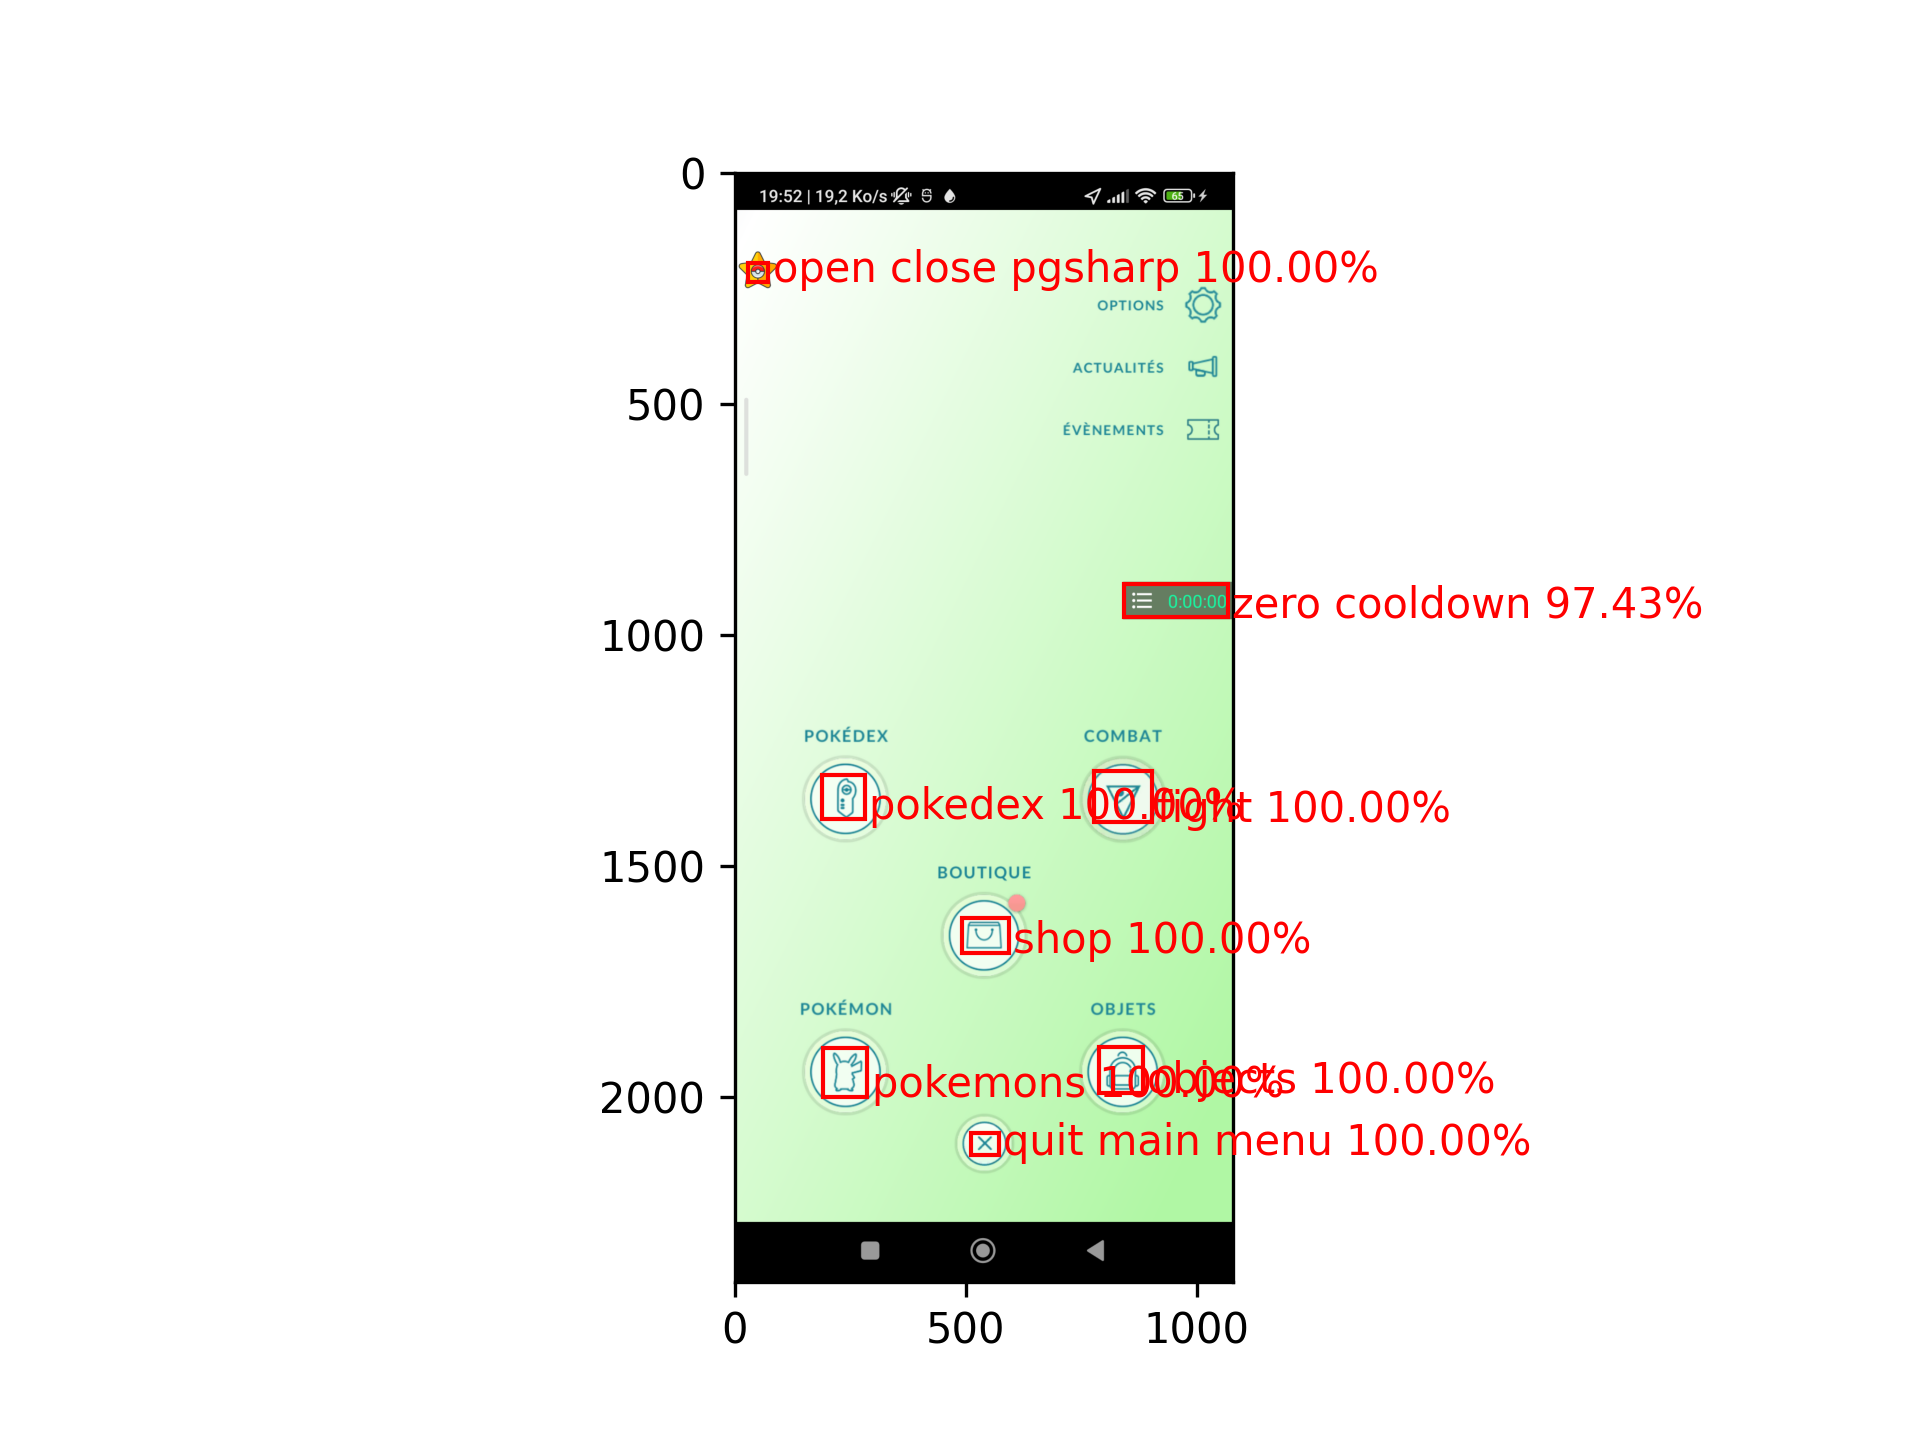 0
19:52 | 19,2 Ko/s
65
open close pgsharp 100.00%
OPTIONS
ACTUALITÉS
500
ÉVÈNEMENTS
0:00:00
zero cooldown 97.43%
1000
POKÉDEX
COMBAT
pokedex 100.00%
fight 100.00%
1500
BOUTIQUE
shop 100.00%
POKÉMON
OBJETS
pokemons 100.00%
objects 100.00%
2000
quit main menu 100.00%
0
500
1000